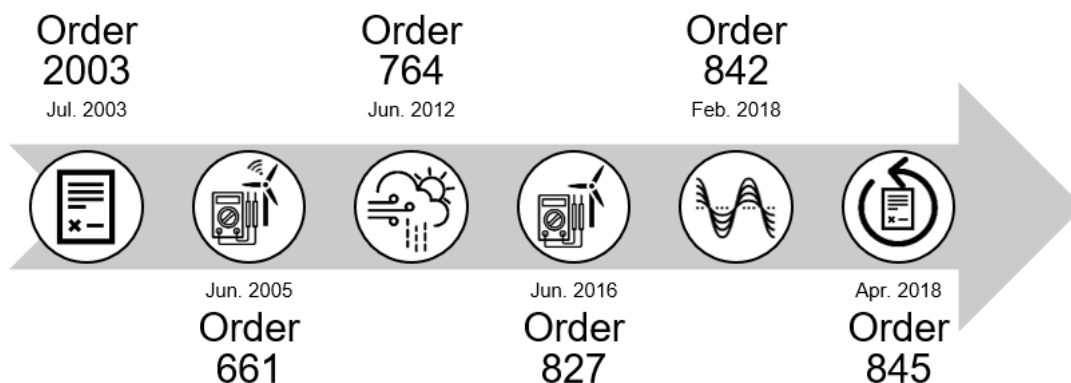 Order
2003
Jul. 2003
Order
764
Jun. 2012
Order
842
Feb. 2018
Jun. 2005
Order
661
Jun. 2016
Order
827
Apr. 2018
Order
845